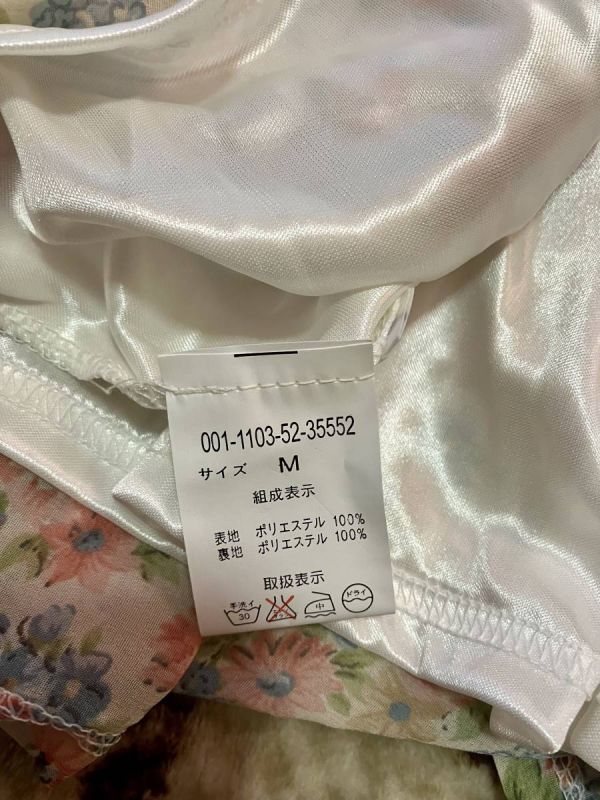 001-1103-52-35552
サイズ M
組成表示
表地 ポリエステル 100%
裏地 ポリエステル 100%
取扱表示
手洗イ 30 中 ドライ